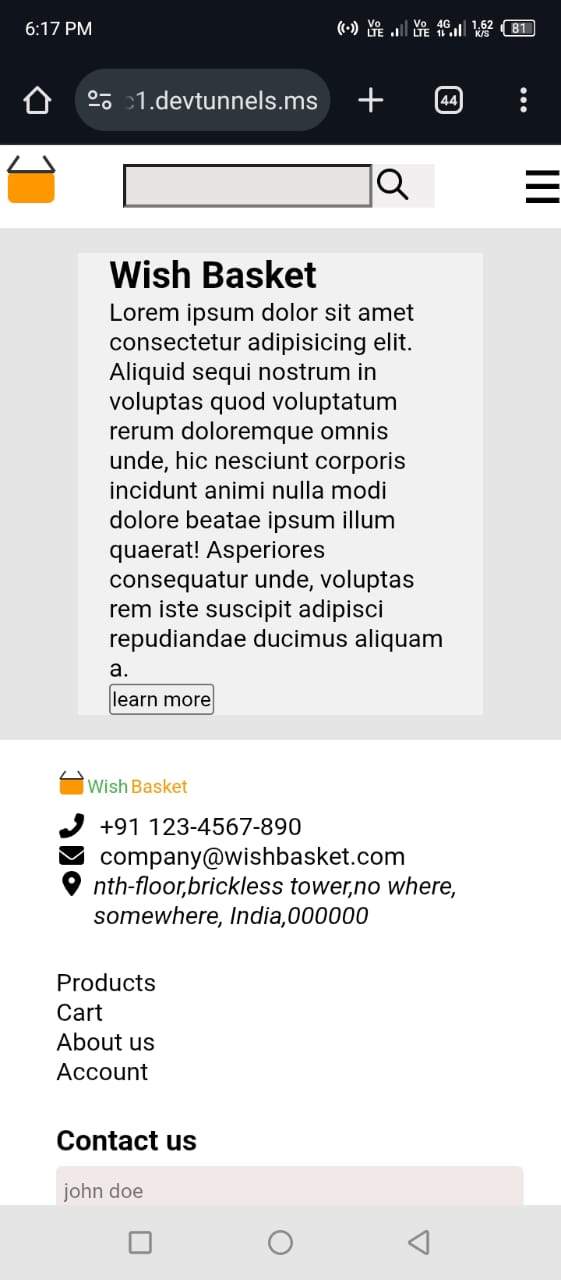 6:17 PM
Vo LTE Vo LTE 4G 1.62 K/S 81
1.devtunnels.ms
44
Wish Basket
Lorem ipsum dolor sit amet
consectetur adipisicing elit.
Aliquid sequi nostrum in
voluptas quod voluptatum
rerum doloremque omnis
unde, hic nesciunt corporis
incidunt animi nulla modi
dolore beatae ipsum illum
quaerat! Asperiores
consequatur unde, voluptas
rem iste suscipit adipisci
repudiandae ducimus aliquam
a.
learn more
Wish Basket
+91 123-4567-890
company@wishbasket.com
nth-floor,brickless tower,no where,
somewhere, India,000000
Products
Cart
About us
Account
Contact us
john doe